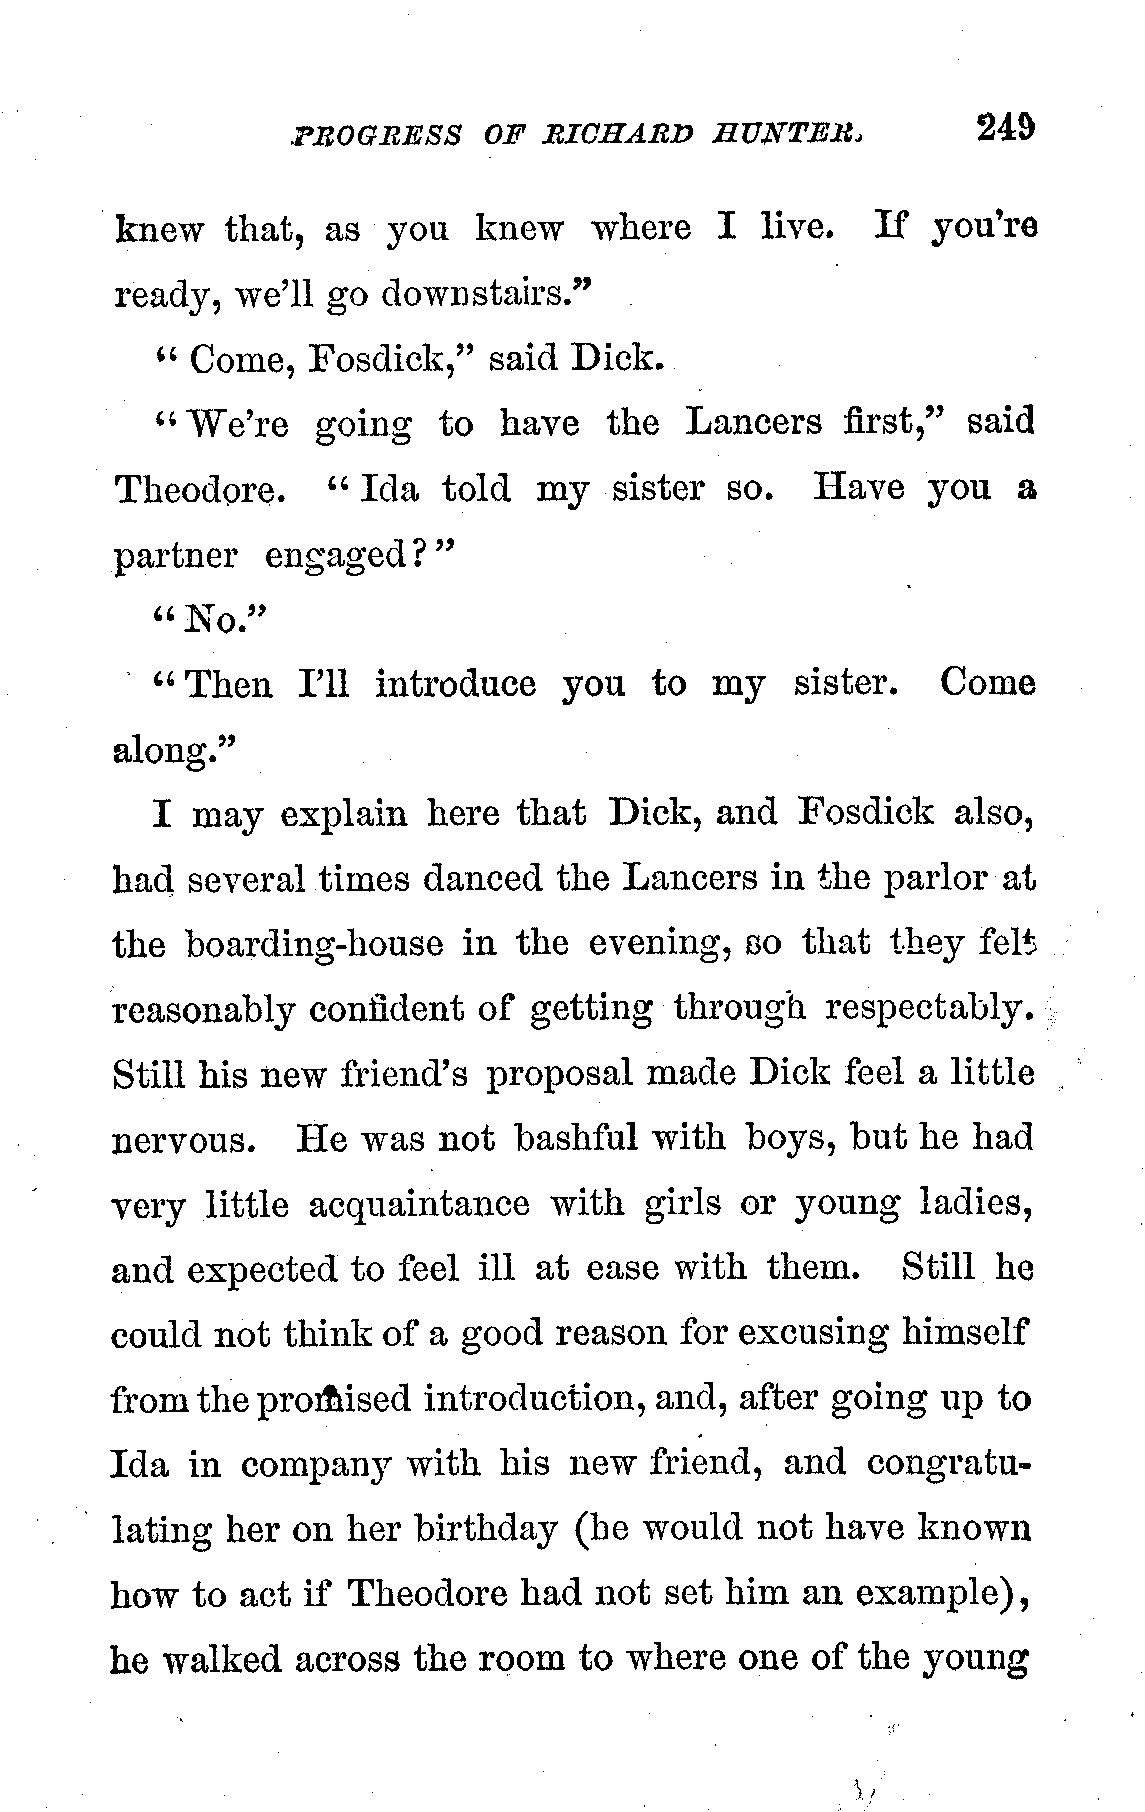 PROGRESS OF RICHARD HUNTER. 249
knew that, as you knew where I live. If you're
ready, we'll go downstairs."
"Come, Fosdick," said Dick.
"We're going to have the Lancers first," said
Theodore. "Ida told my sister so. Have you a
partner engaged?"
"No."
"Then I'll introduce you to my sister. Come
along."
I may explain here that Dick, and Fosdick also,
had several times danced the Lancers in the parlor at
the boarding-house in the evening, so that they felt
reasonably confident of getting through respectably.
Still his new friend's proposal made Dick feel a little
nervous. He was not bashful with boys, but he had
very little acquaintance with girls or young ladies,
and expected to feel ill at ease with them. Still he
could not think of a good reason for excusing himself
from the promised introduction, and, after going up to
Ida in company with his new friend, and congratu-
lating her on her birthday (he would not have known
how to act if Theodore had not set him an example),
he walked across the room to where one of the young